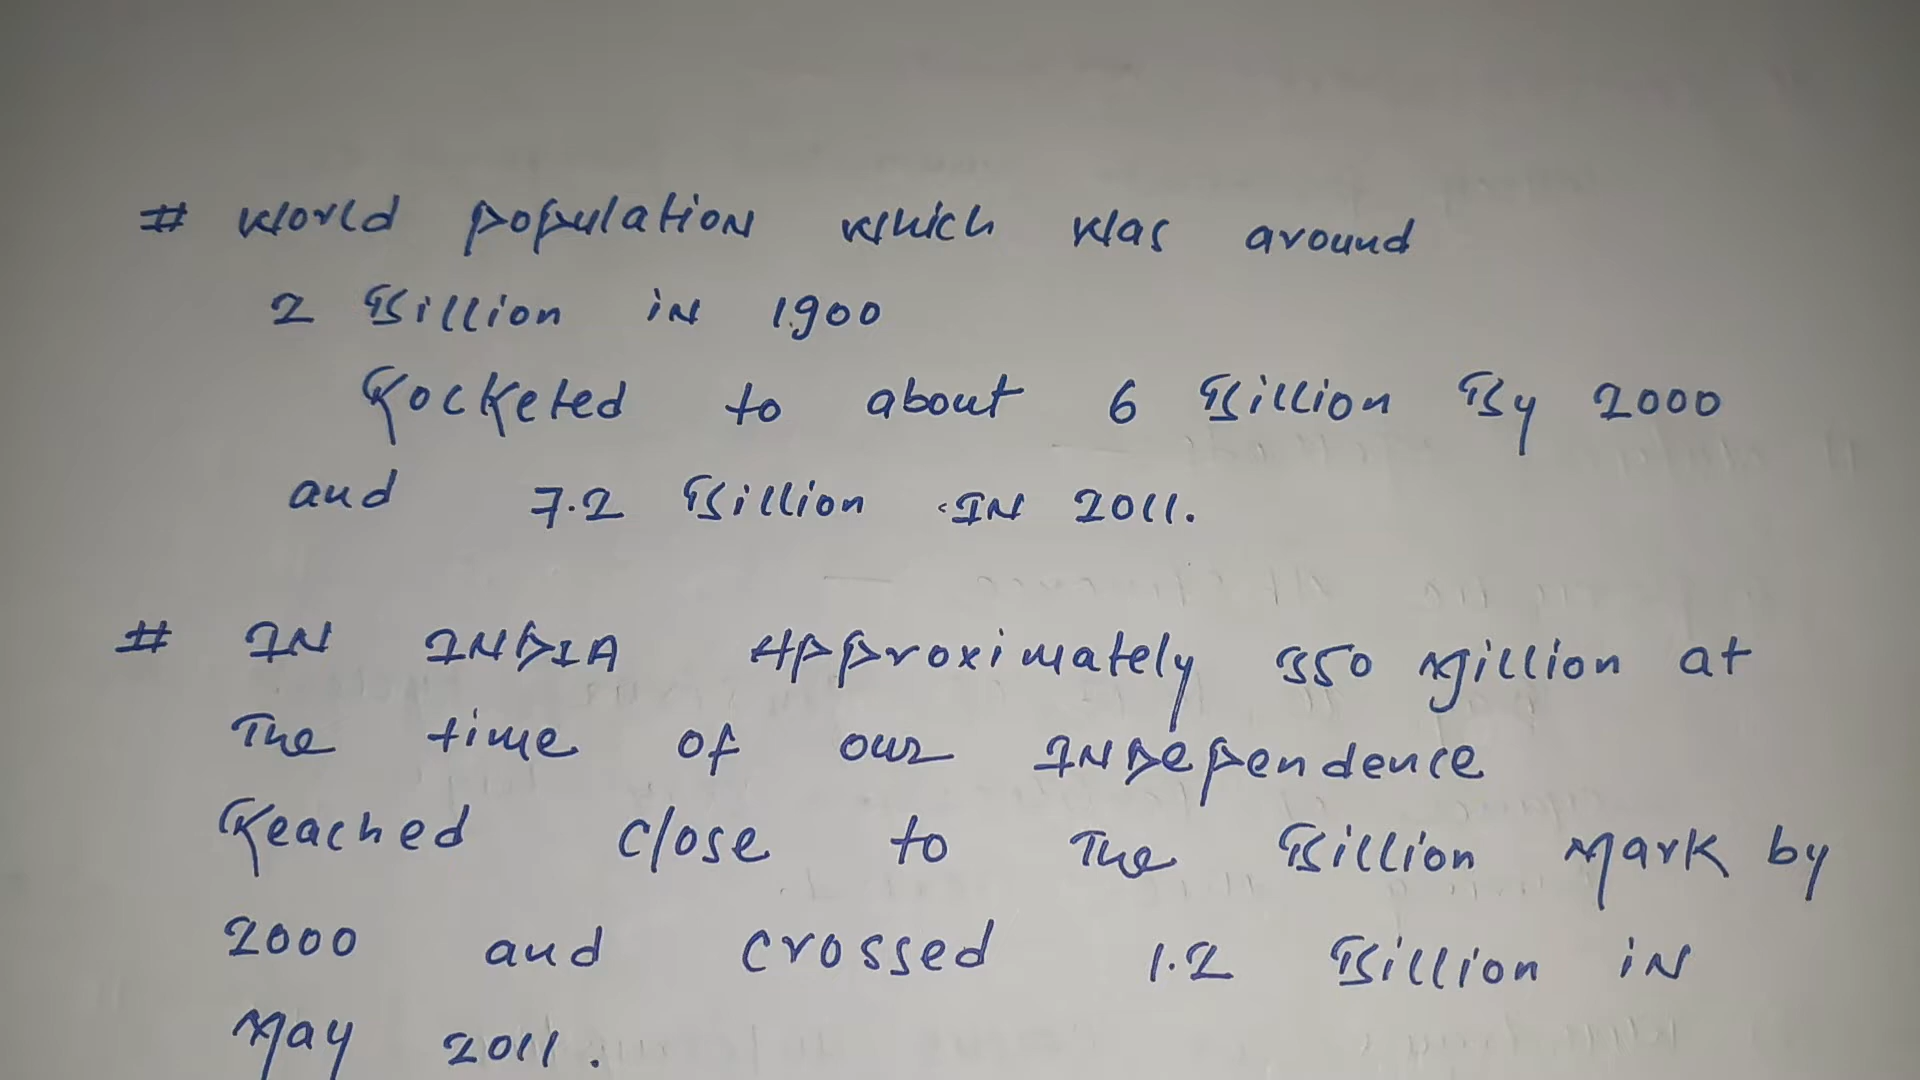 # World population which was around
2 Billion in 1900
Rocketed to about 6 Billion By 2000
and 7.2 Billion IN 2011.
# IN INDIA Approximately 350 Million at
The time of our INDependence
Reached close to The Billion Mark by
2000 and crossed 1.2 Billion in
May 2011.